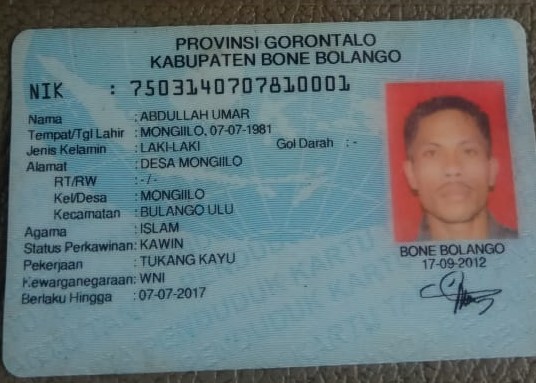 PROVINSI GORONTALO
KABUPATEN BONE BOLANGO
NIK : 7503140707810001
Nama : ABDULLAH UMAR
Tempat/Tgl Lahir : MONGIILO, 07-07-1981
Jenis Kelamin : LAKI-LAKI Gol Darah : -
Alamat : DESA MONGIILO
RT/RW : -/-
Kel/Desa : MONGIILO
Kecamatan : BULANGO ULU
Agama : ISLAM
Status Perkawinan: KAWIN
Pekerjaan : TUKANG KAYU
Kewarganegaraan: WNI
Berlaku Hingga : 07-07-2017
BONE BOLANGO
17-09-2012